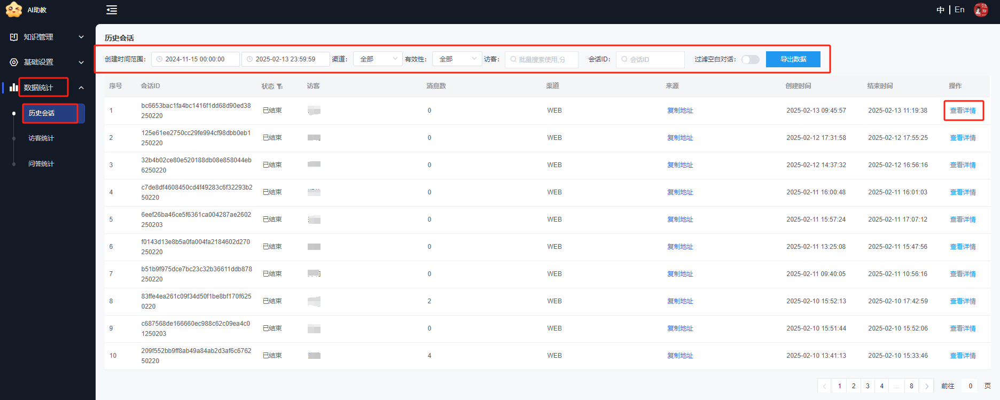 AI助教
中 | En
知识管理
基础设置
数据统计
历史会话
访客统计
问答统计
历史会话
创建时间范围: 2024-11-15 00:00:00 2025-02-13 23:59:59 渠道: 全部 有效性: 全部 访客: 批量搜索使用,分 会话ID: 会话ID 过滤空白对话: 导出数据
序号 会话ID 状态 访客 消息数 渠道 来源 创建时间 结束时间 操作
1 bc6653bac1fa4bc1416f1dd68d90ed38 已结束 0 WEB 复制地址 2025-02-13 09:45:57 2025-02-13 11:19:38 查看详情
250220
2 125e61ee2750cc29fe994cf98dbb0eb1 已结束 0 WEB 复制地址 2025-02-12 17:31:58 2025-02-12 17:55:25 查看详情
250220
3 32b4b02ce80e520188db08e858044eb 已结束 0 WEB 复制地址 2025-02-12 14:37:32 2025-02-12 16:56:16 查看详情
6250220
4 c7de8df4608450cd4f49283c6f32293b2 已结束 0 WEB 复制地址 2025-02-11 16:00:48 2025-02-11 16:01:03 查看详情
50220
5 6eef26ba46ce5f6361ca004287ae2602 已结束 0 WEB 复制地址 2025-02-11 15:57:24 2025-02-11 17:07:12 查看详情
250203
6 f0143d13e8b5a0fa004fa2184602d270 已结束 0 WEB 复制地址 2025-02-11 13:25:08 2025-02-11 15:47:56 查看详情
250220
7 b51b9f975dce7bc23c32b36611ddb878 已结束 0 WEB 复制地址 2025-02-11 09:40:05 2025-02-11 10:56:16 查看详情
250220
8 83ffe4ea261c09f34d50f1be8bf170f625 已结束 2 WEB 复制地址 2025-02-10 15:52:13 2025-02-10 17:42:59 查看详情
0220
9 c687568de166660ec988c62c09ea4c0 已结束 0 WEB 复制地址 2025-02-10 15:51:44 2025-02-10 15:52:06 查看详情
1250203
10 209f552bb9ff8ab49a84ab2d3af6c6762 已结束 4 WEB 复制地址 2025-02-10 13:41:13 2025-02-10 15:33:46 查看详情
50220
1 2 3 4 ... 8 前往 0 页